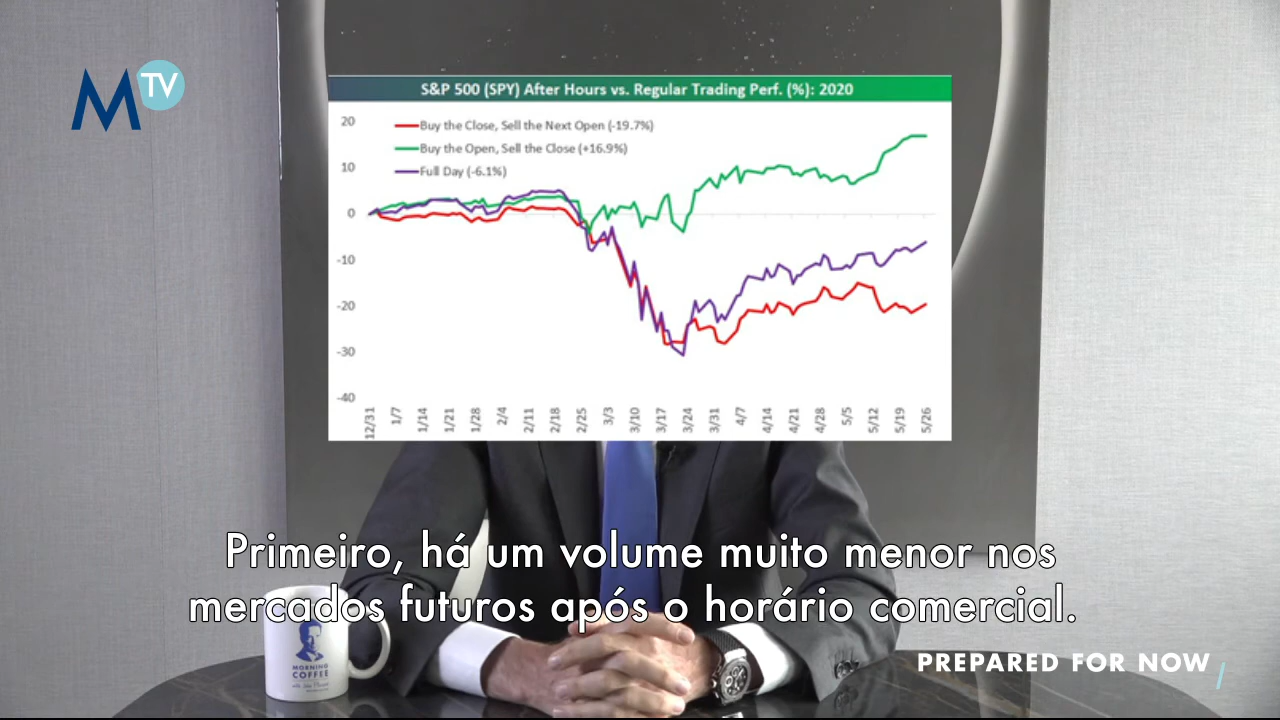 M TV
S&P 500 (SPY) After Hours vs. Regular Trading Perf. (%): 2020
20
10
0
-10
-20
-30
-40
Buy the Close, Sell the Next Open (-19.7%)
Buy the Open, Sell the Close (+16.9%)
Full Day (-6.1%)
12/31
1/7
1/14
1/21
1/28
2/4
2/11
2/18
2/25
3/3
3/10
3/17
3/24
3/31
4/7
4/14
4/21
4/28
5/5
5/12
5/19
5/26
Primeiro, há um volume muito menor nos
mercados futuros após o horário comercial.
MORNING
COFFEE
PREPARED FOR NOW